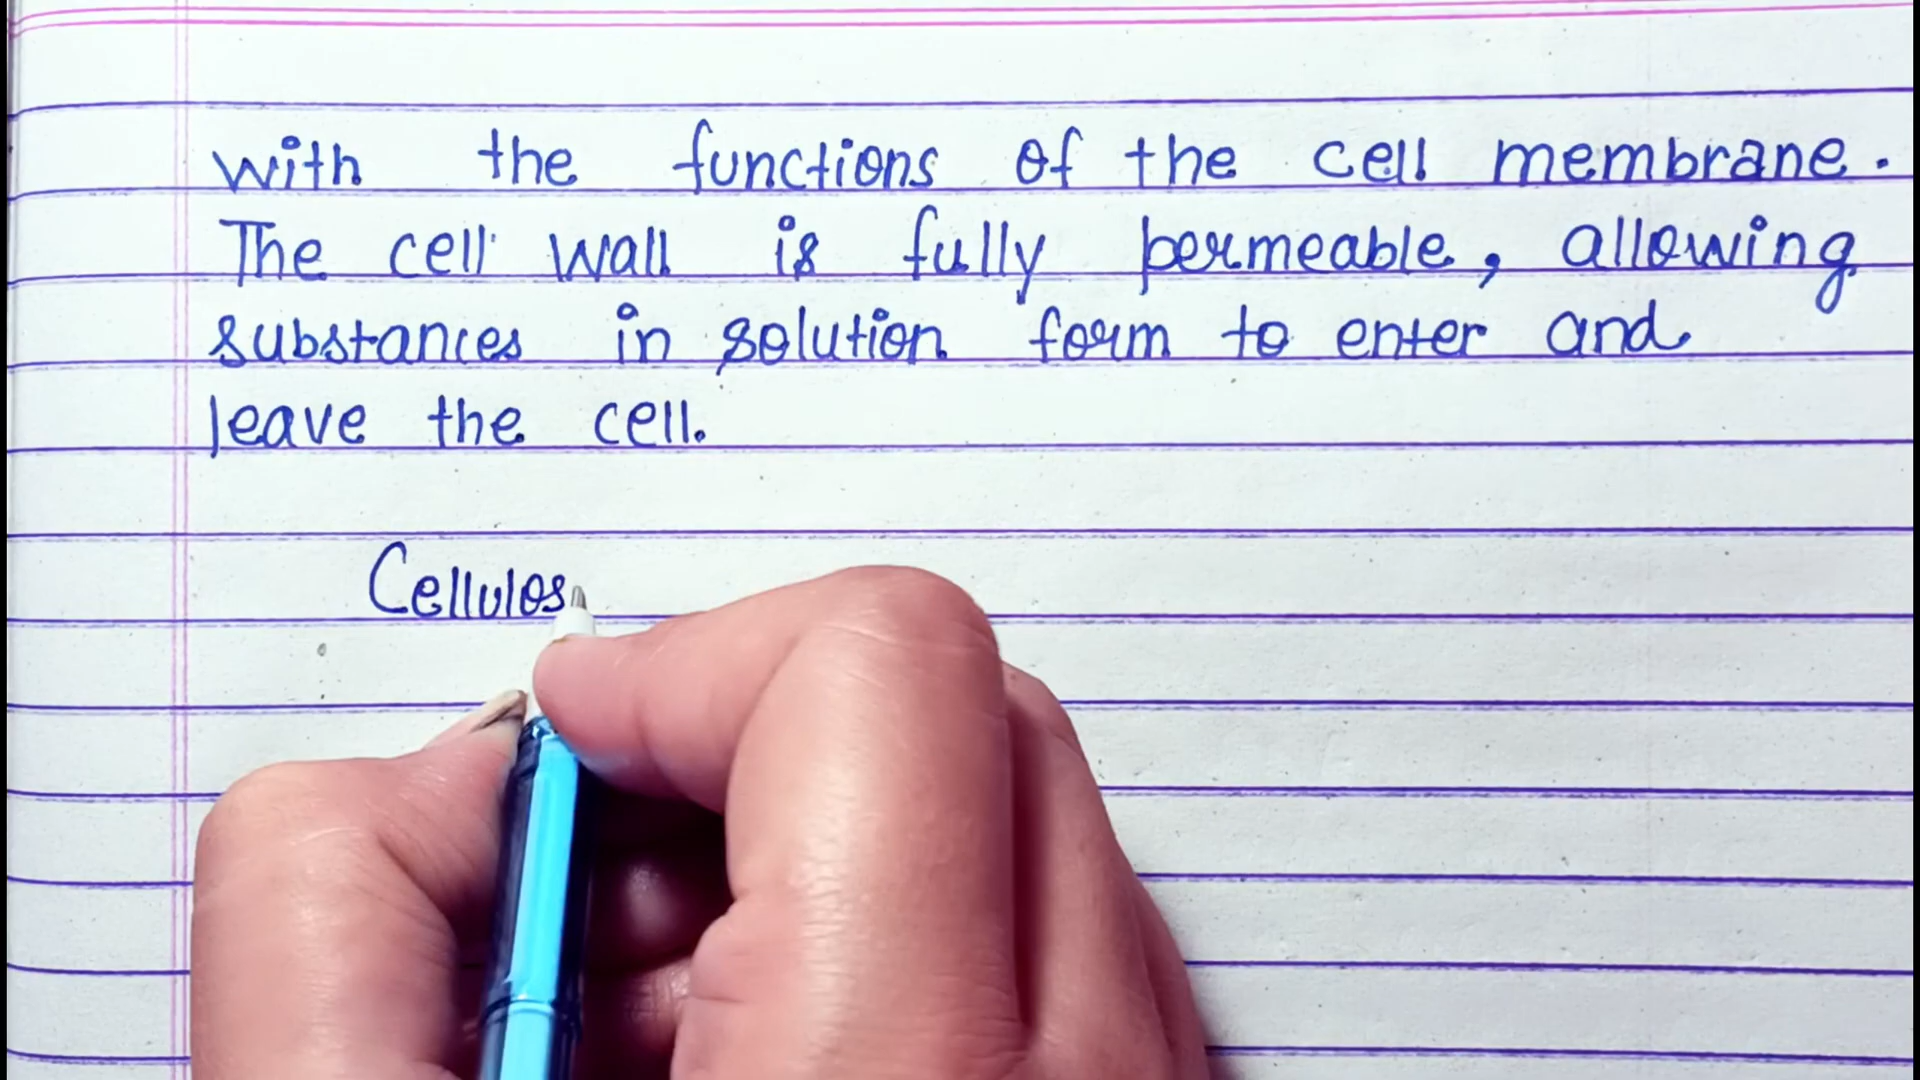 with the functions of the cell membrane.
The cell wall is fully permeable, allowing
substances in solution form to enter and
leave the cell.
Cellulos